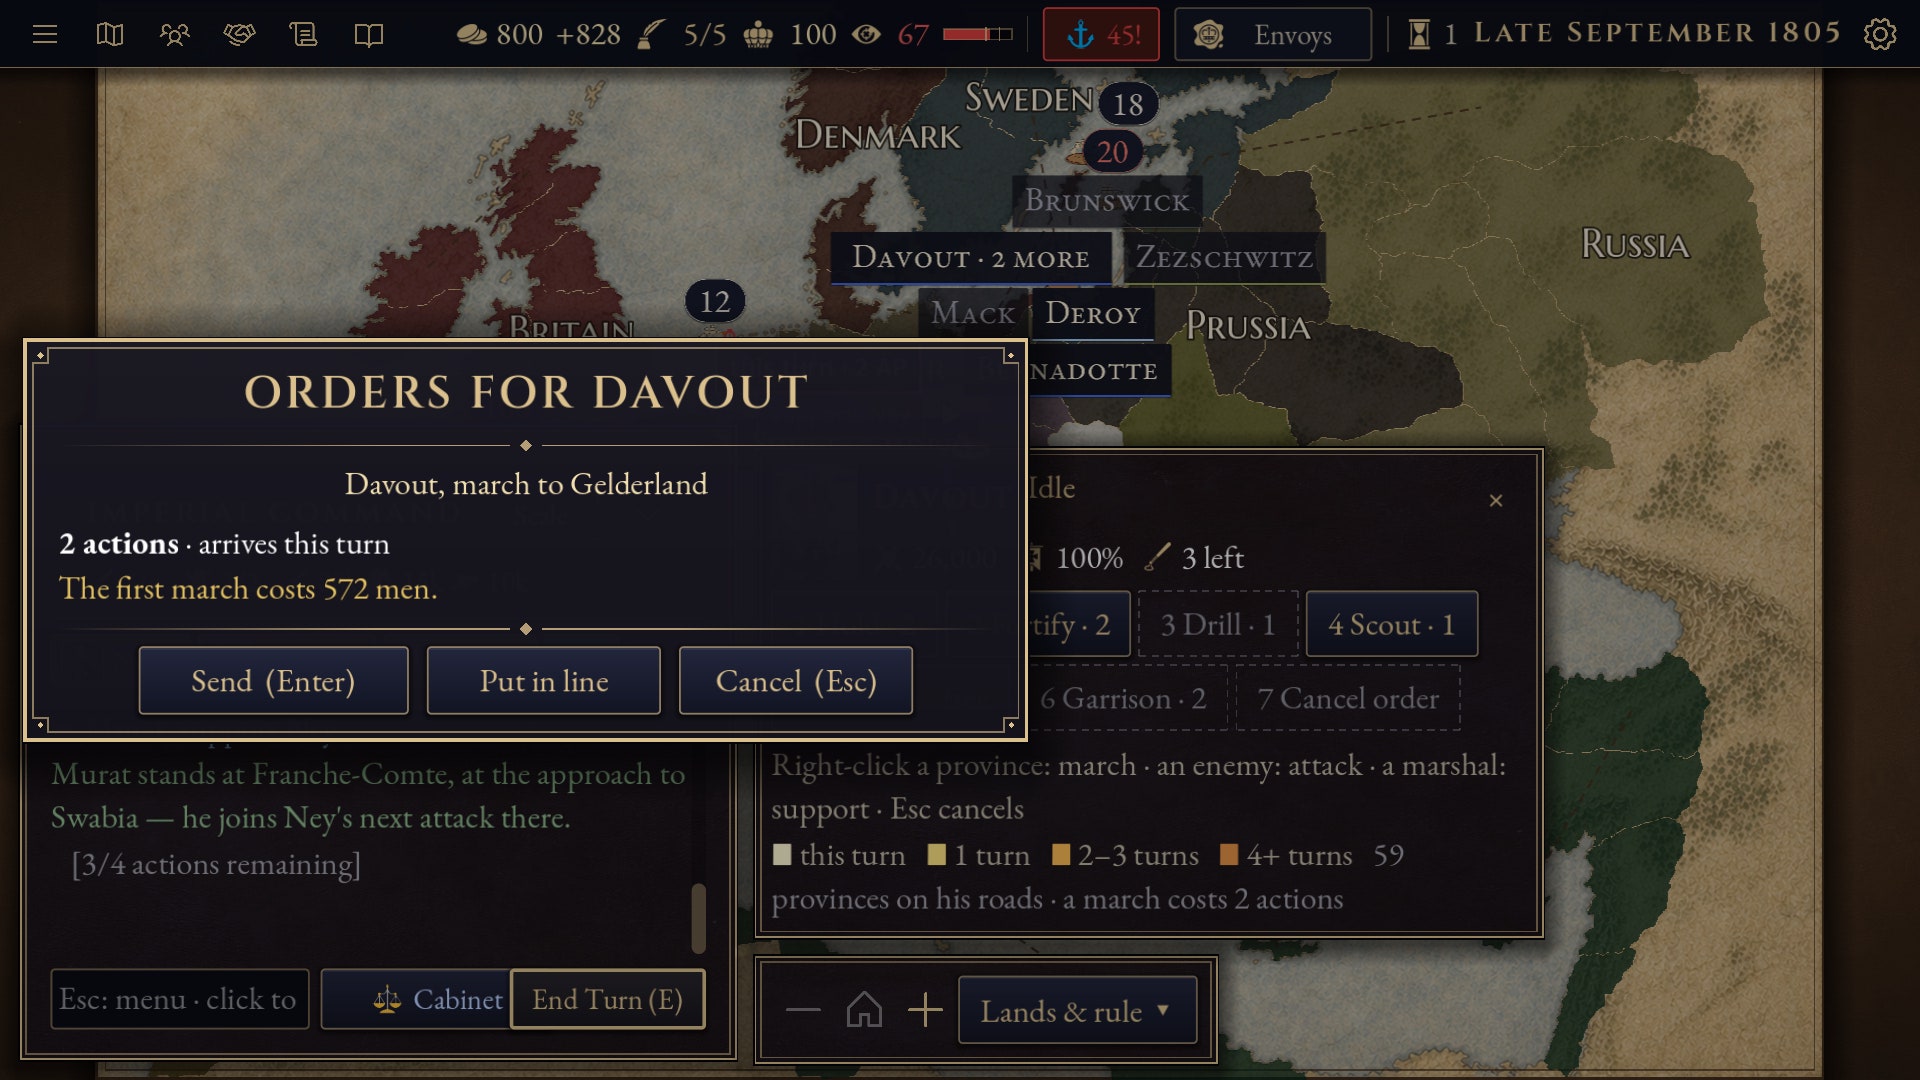 800 +828 5/5 100 67 45! Envoys 1 Late September 1805
Sweden 18
Denmark
20
Brunswick
Davout · 2 more Zezschwitz
Russia
12
Mack Deroy
Britain
Prussia
nadotte
Orders for Davout
Davout, march to Gelderland
2 actions · arrives this turn
The first march costs 572 men.
Send (Enter) Put in line Cancel (Esc)
Idle ×
100% 3 left
tify · 2 3 Drill · 1 4 Scout · 1
6 Garrison · 2 7 Cancel order
Right-click a province: march · an enemy: attack · a marshal:
support · Esc cancels
this turn 1 turn 2–3 turns 4+ turns 59
provinces on his roads · a march costs 2 actions
Murat stands at Franche-Comte, at the approach to
Swabia — he joins Ney's next attack there.
[3/4 actions remaining]
Esc: menu · click to Cabinet End Turn (E)
Lands & rule ▾